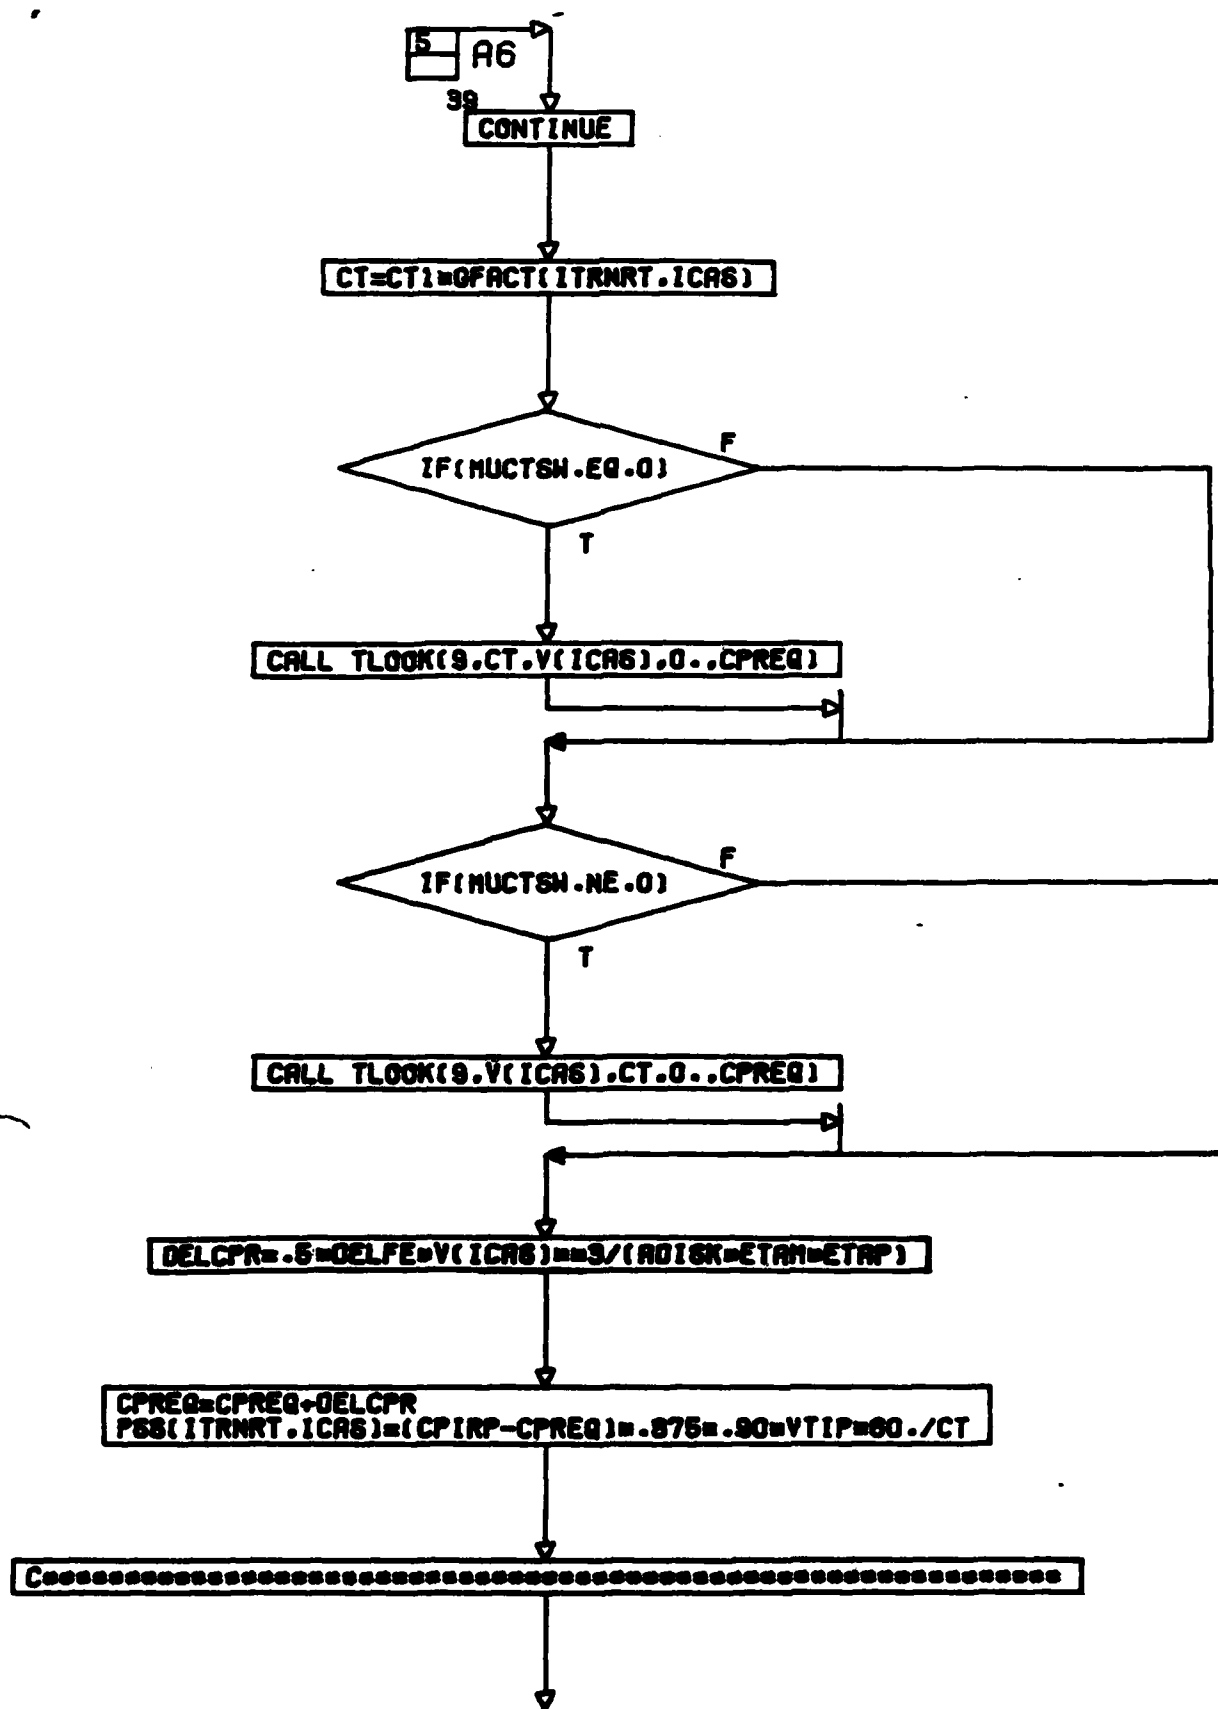 5
A6
39
CONTINUE
CT=CT1*GFACT(ITRNRT,ICAS)
IF(MUCTSW.EQ.0)
F
T
CALL TLOOK(9,CT,V(ICAS),0.,CPREQ)
IF(MUCTSW.NE.0)
F
T
CALL TLOOK(9,V(ICAS),CT,0.,CPREQ)
DELCPR=.5*DELFE*V(ICAS)**3/(ADISK*ETAM*ETAP)
CPREQ=CPREQ+DELCPR
PSS(ITRNRT,ICAS)=(CPIRP-CPREQ)*.875*.90*VTIP*60./CT
C*********************************************************